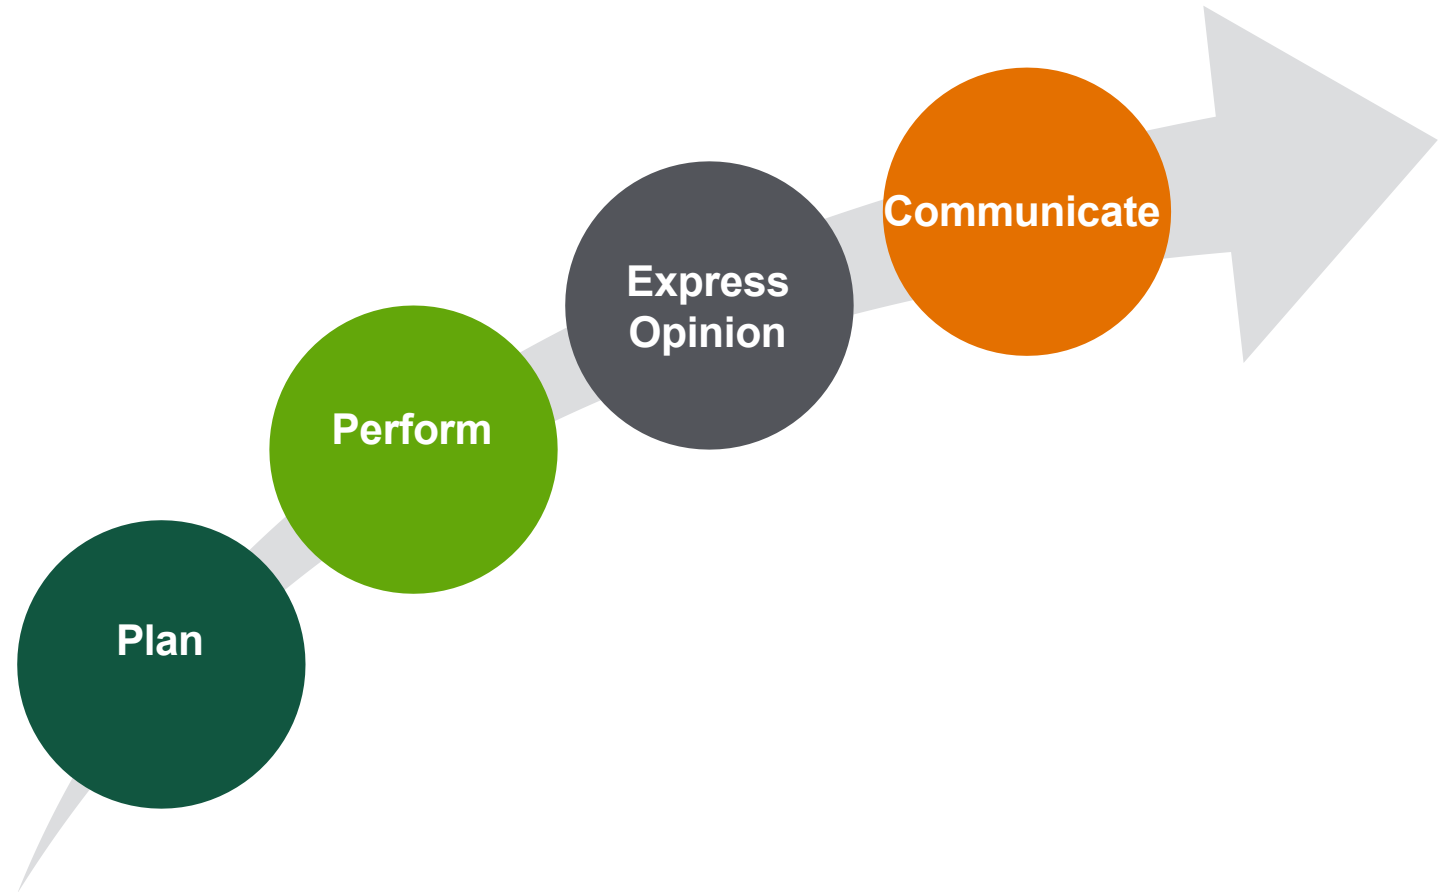 Plan
Perform
Express
Opinion
Communicate